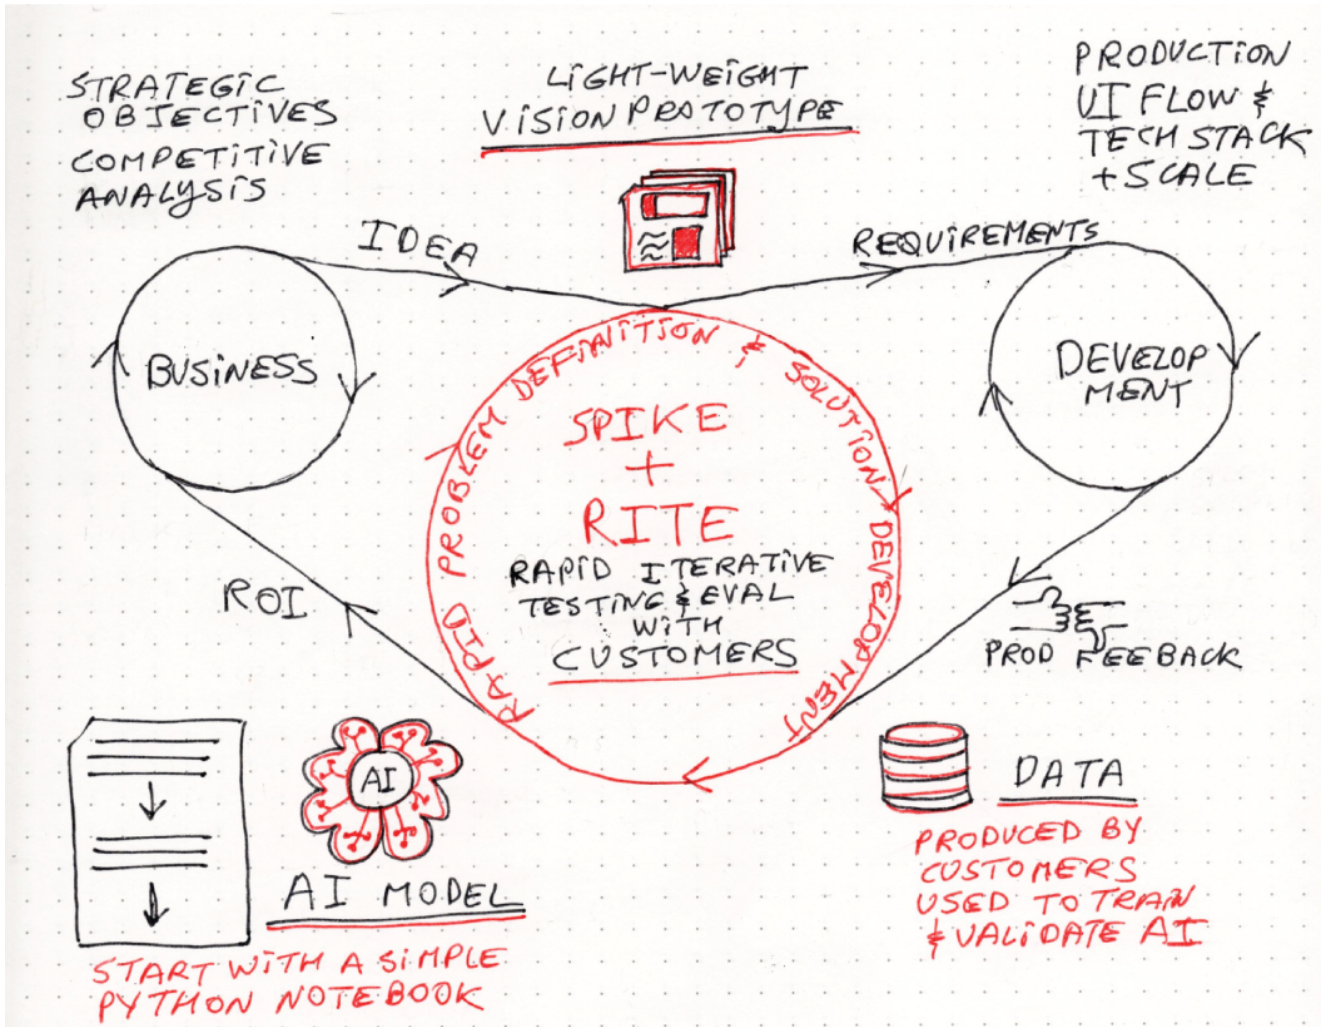 STRATEGIC
OBJECTIVES
COMPETITIVE
ANALYSIS
LIGHT-WEIGHT
VISION PROTOTYPE
PRODUCTION
UI FLOW &
TECH STACK
+ SCALE
IDEA
REQUIREMENTS
BUSINESS
RAPID PROBLEM DEFINITION & SOLUTION DEVELOPMENT
SPIKE
+
RITE
RAPID ITERATIVE
TESTING & EVAL
WITH
CUSTOMERS
DEVELOP
MENT
ROI
PROD FEEBACK
AI
AI MODEL
START WITH A SIMPLE
PYTHON NOTEBOOK
DATA
PRODUCED BY
CUSTOMERS
USED TO TRAIN
& VALIDATE AI